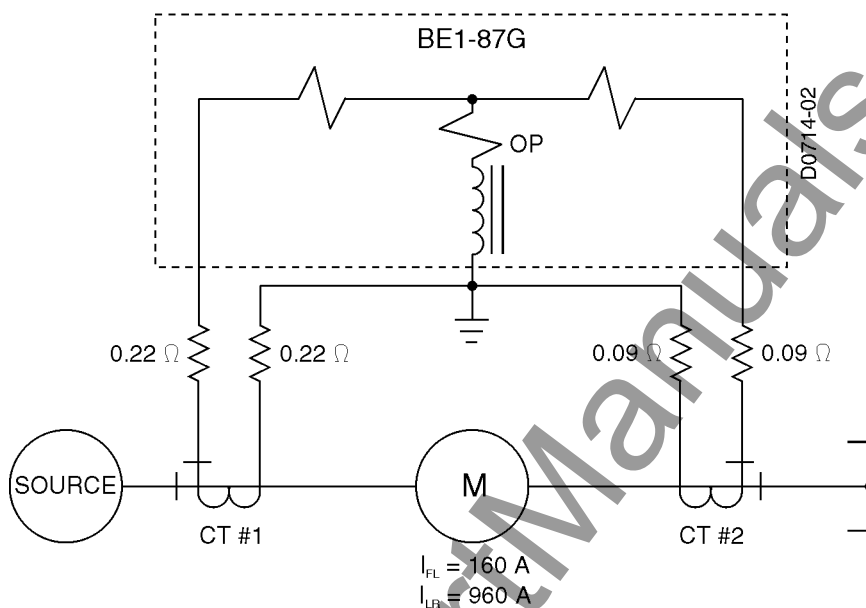 BE1-87G
D0714-02
OP
0.22 Ω
0.22 Ω
0.09 Ω
0.09 Ω
SOURCE
M
CT #1
CT #2
I_FL = 160 A
I_LR = 960 A
rtManuals